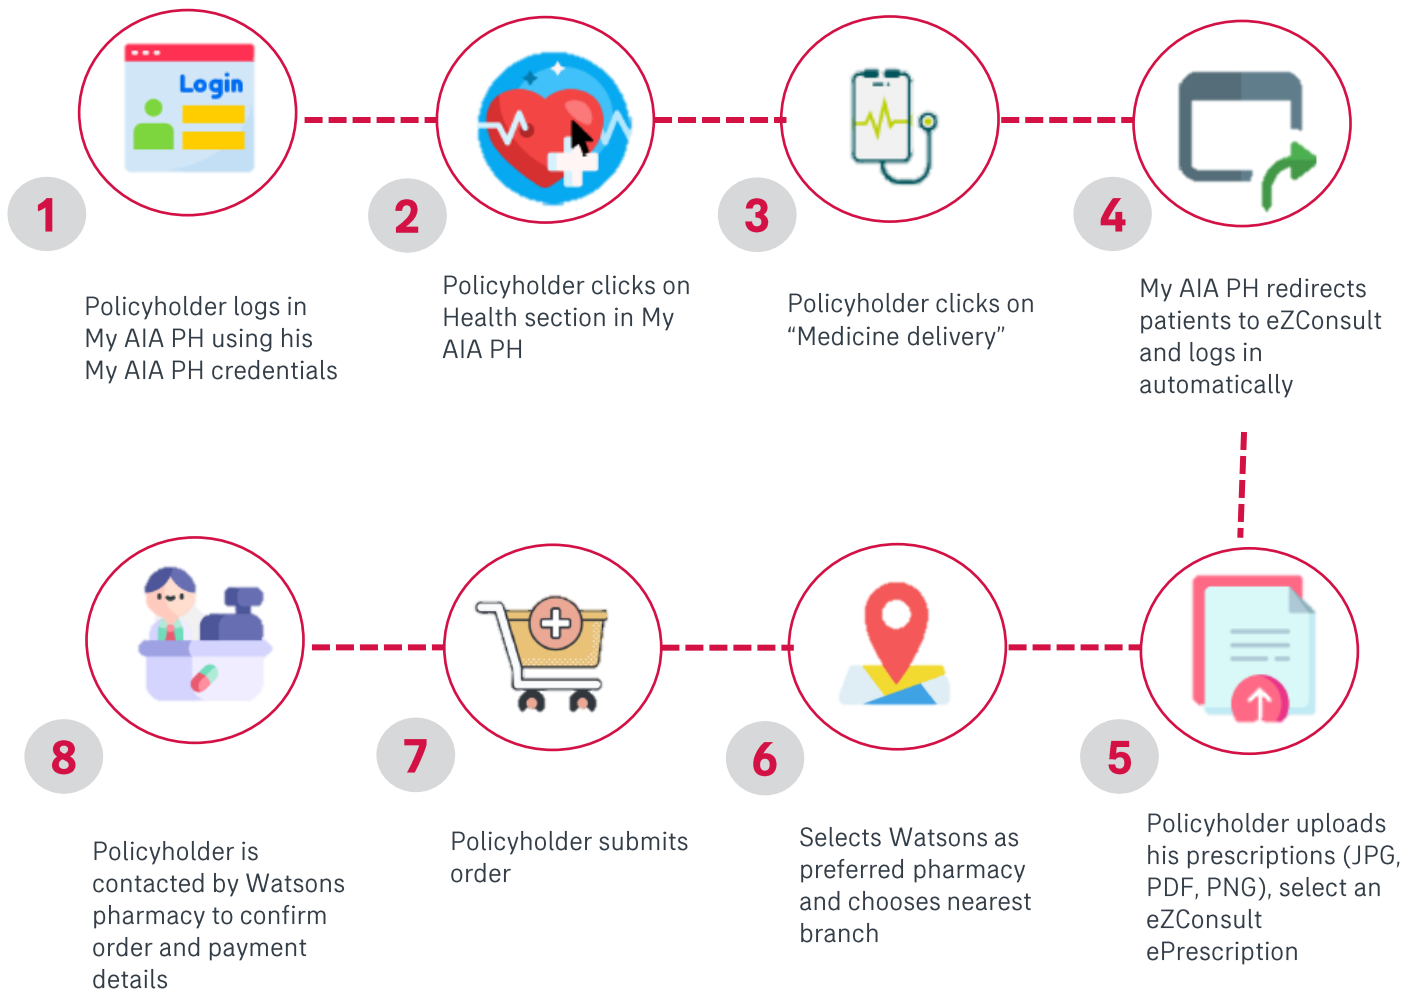 Login
1
Policyholder logs in
My AIA PH using his
My AIA PH credentials
2
Policyholder clicks on
Health section in My
AIA PH
3
Policyholder clicks on
“Medicine delivery”
4
My AIA PH redirects
patients to eZConsult
and logs in
automatically
5
Policyholder uploads
his prescriptions (JPG,
PDF, PNG), select an
eZConsult
ePrescription
6
Selects Watsons as
preferred pharmacy
and chooses nearest
branch
7
Policyholder submits
order
8
Policyholder is
contacted by Watsons
pharmacy to confirm
order and payment
details